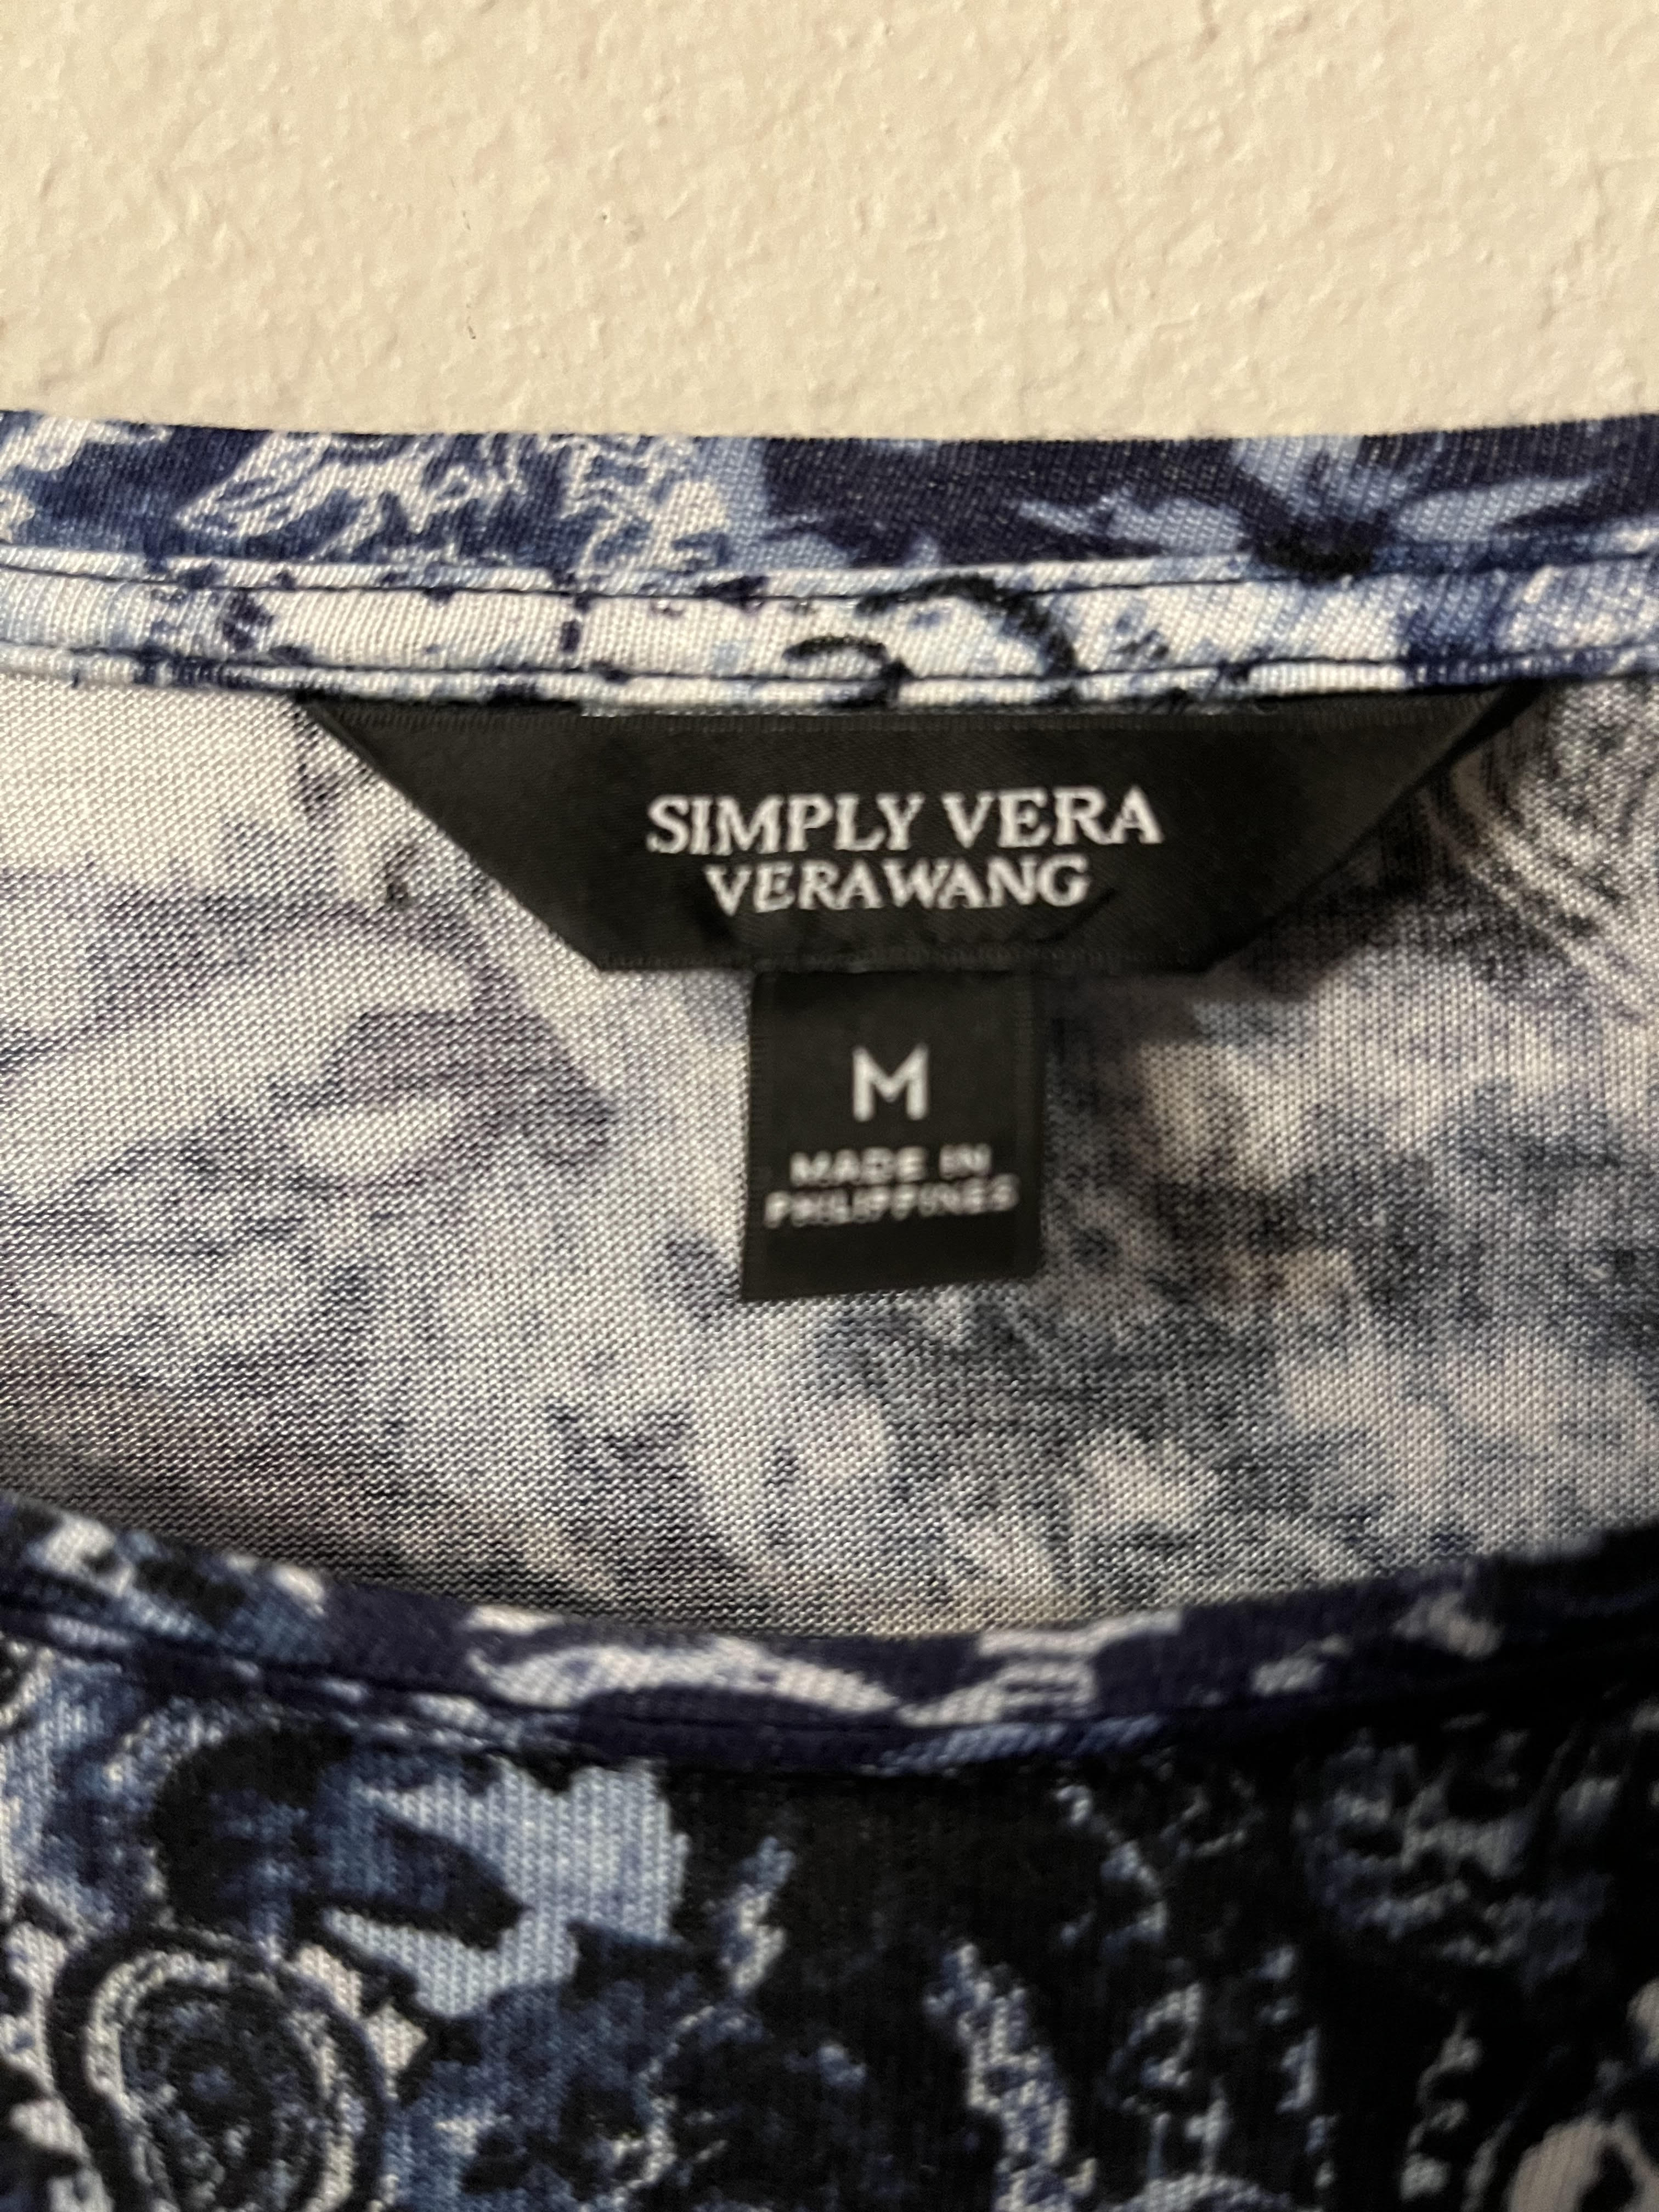 SIMPLY VERA
VERAWANG
M
MADE IN
PHILIPPINES